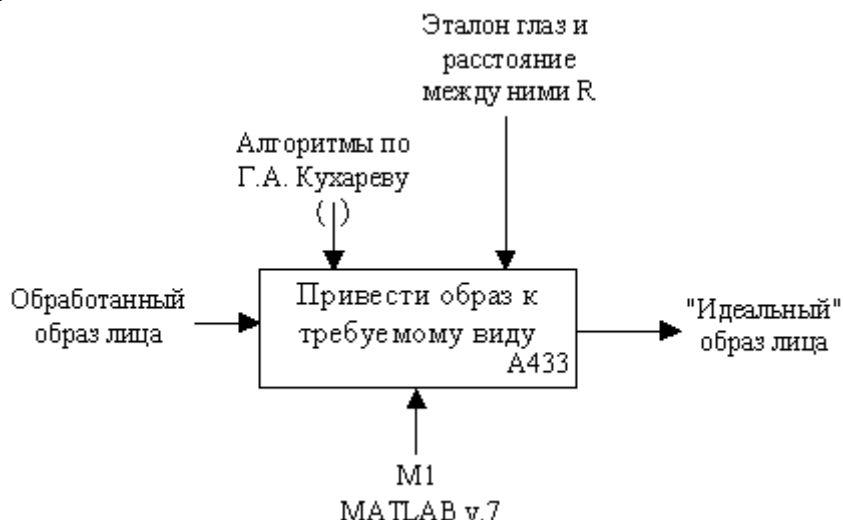 Эталон глаз и
расстояние
между ними R
Алгоритмы по
Г.А. Кухареву
( )
Обработанный
образ лица
Привести образ к
требуемому виду
А433
"Идеальный"
образ лица
М1
MATLAB v.7